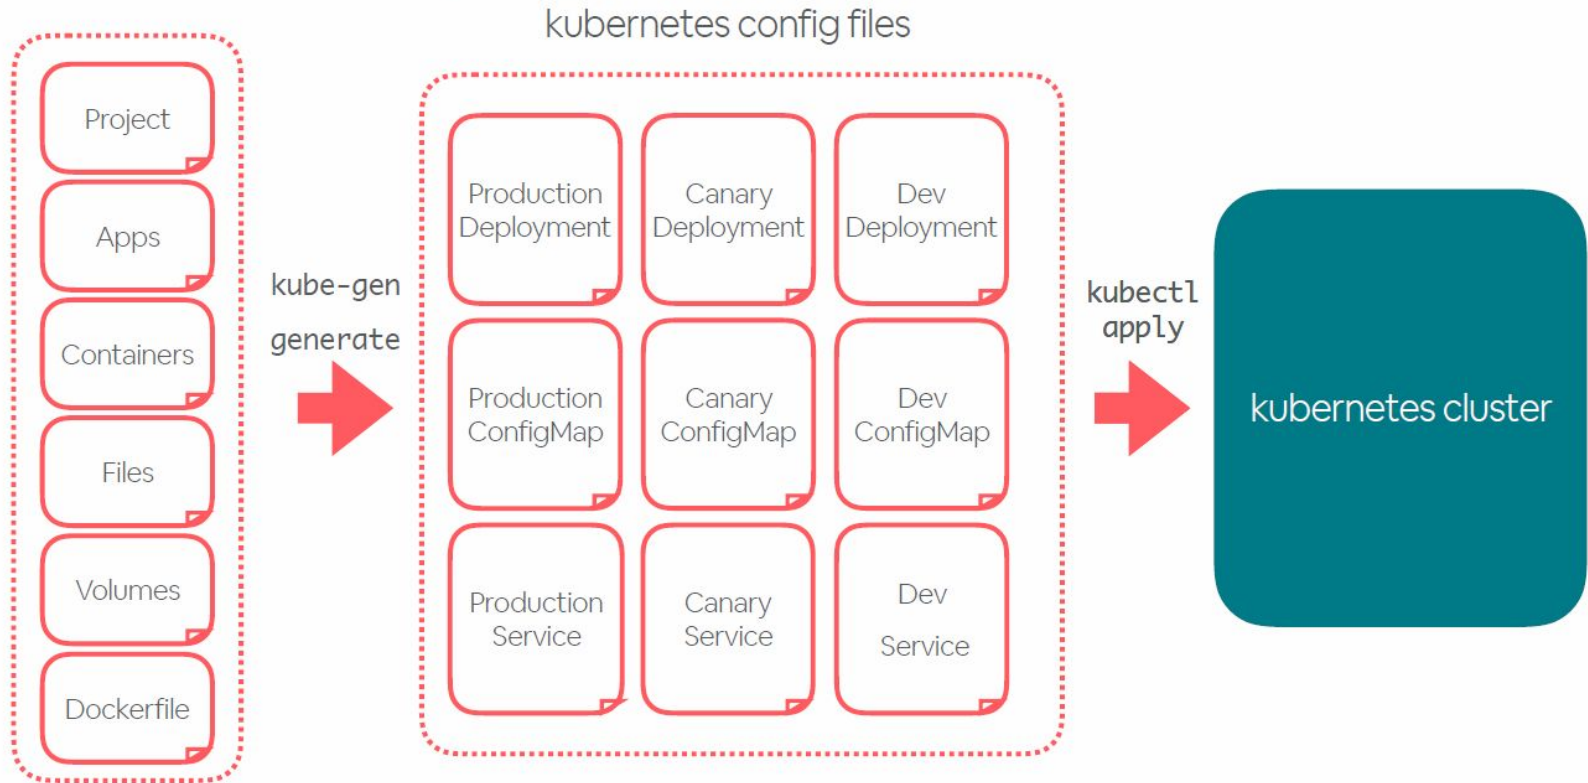 kubernetes config files
Project
Apps
Containers
Files
Volumes
Dockerfile
kube-gen
generate
Production
Deployment
Canary
Deployment
Dev
Deployment
Production
ConfigMap
Canary
ConfigMap
Dev
ConfigMap
Production
Service
Canary
Service
Dev
Service
kubectl
apply
kubernetes cluster